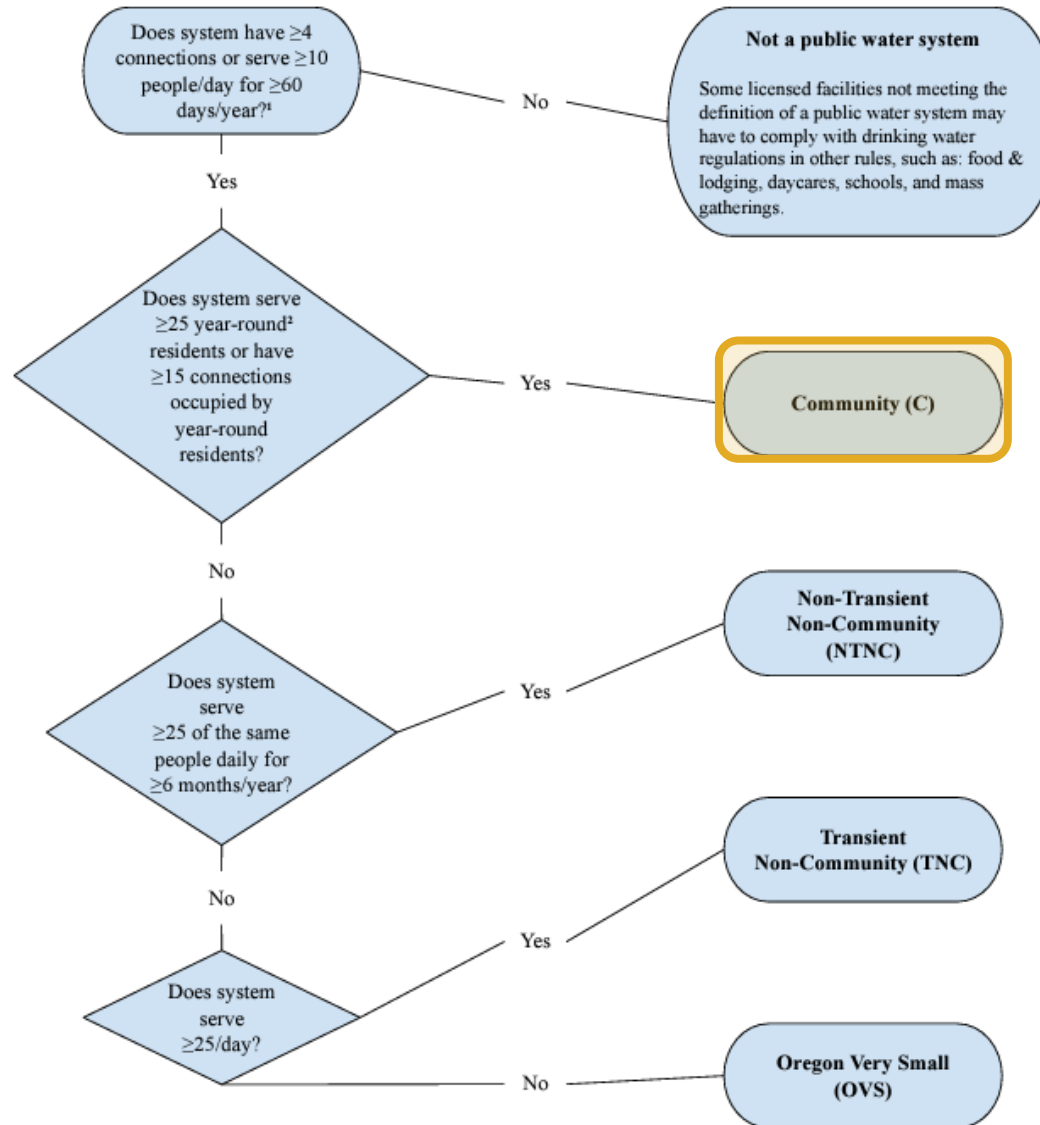 Does system have ≥4
connections or serve ≥10
people/day for ≥60
days/year?¹
No
Not a public water system
Some licensed facilities not meeting the
definition of a public water system may
have to comply with drinking water
regulations in other rules, such as: food &
lodging, daycares, schools, and mass
gatherings.
Yes
Does system serve
≥25 year-round²
residents or have
≥15 connections
occupied by
year-round
residents?
Yes
Community (C)
No
Does system
serve
≥25 of the same
people daily for
≥6 months/year?
Yes
Non-Transient
Non-Community
(NTNC)
No
Does system
serve
≥25/day?
Yes
Transient
Non-Community (TNC)
No
Oregon Very Small
(OVS)